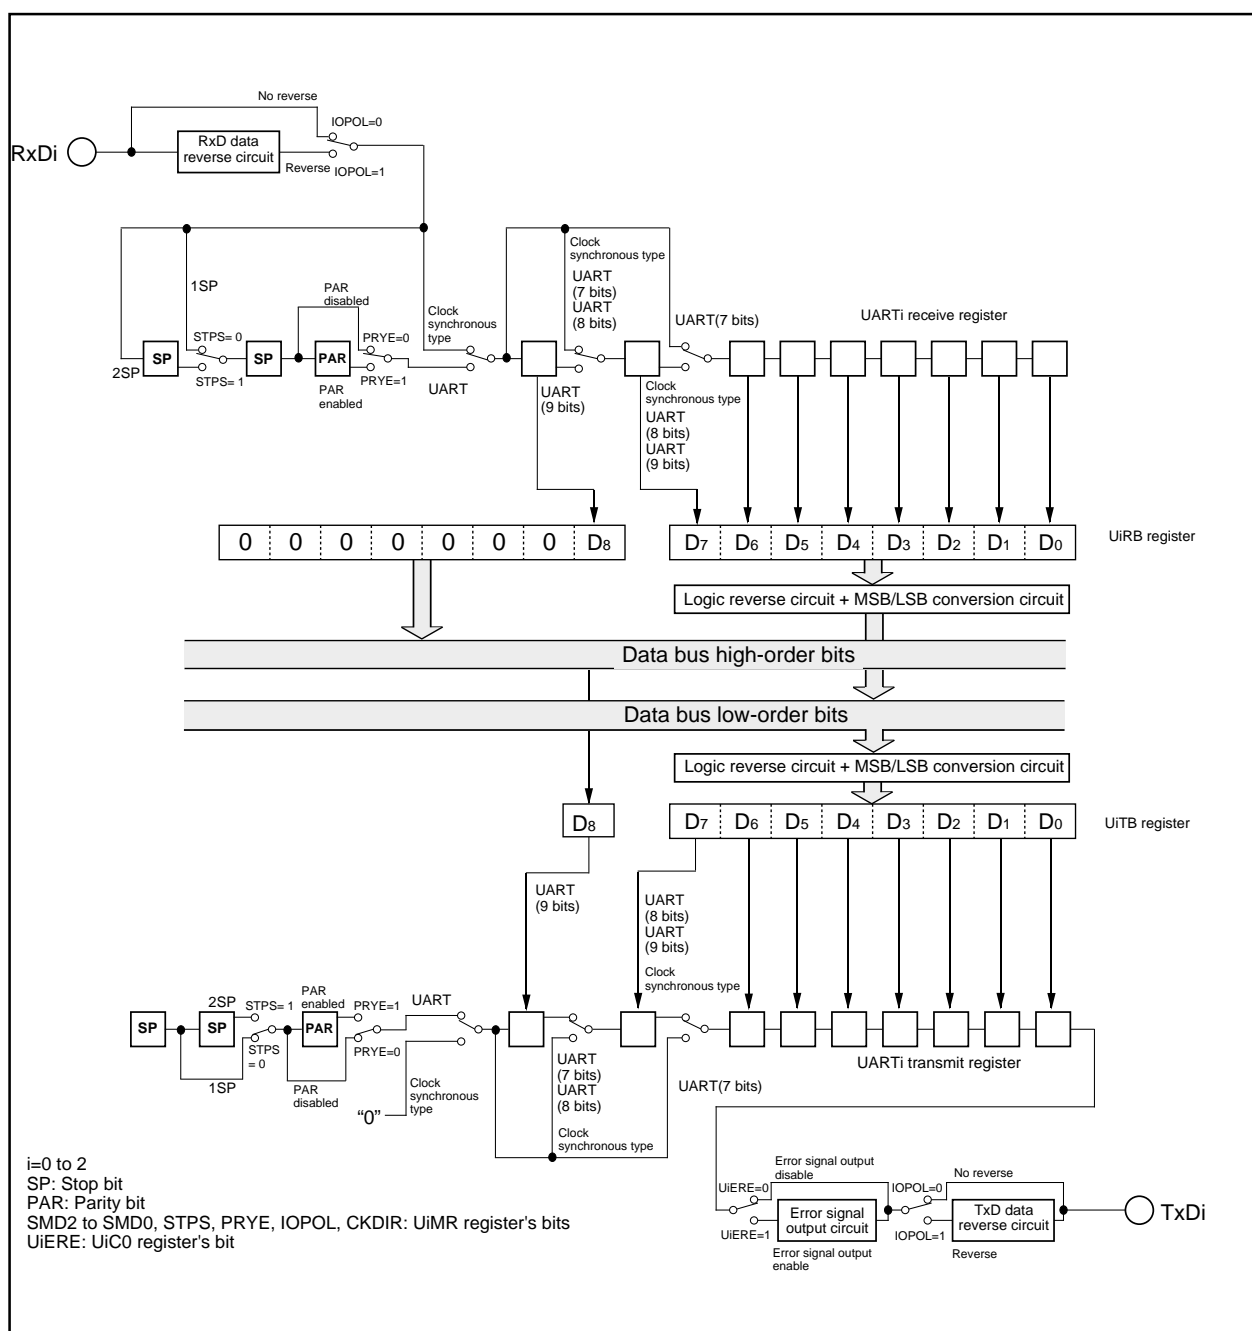 No reverse
IOPOL=0
RxDi
RxD data
reverse circuit
Reverse
IOPOL=1
1SP
PAR
disabled
Clock
synchronous
type
Clock
synchronous type
UART
(7 bits)
UART
(8 bits)
UART(7 bits)
UARTi receive register
STPS= 0
PRYE=0
SP
SP
PAR
2SP
STPS= 1
PAR
enabled
PRYE=1
UART
UART
(9 bits)
Clock
synchronous type
UART
(8 bits)
UART
(9 bits)
0 0 0 0 0 0 0 D8
D7 D6 D5 D4 D3 D2 D1 D0
UiRB register
Logic reverse circuit + MSB/LSB conversion circuit
Data bus high-order bits
Data bus low-order bits
Logic reverse circuit + MSB/LSB conversion circuit
D8
D7 D6 D5 D4 D3 D2 D1 D0
UiTB register
UART
(9 bits)
UART
(8 bits)
UART
(9 bits)
Clock
synchronous type
2SP
STPS= 1
PAR
enabled
PRYE=1
UART
SP
SP
PAR
STPS
= 0
PRYE=0
1SP
PAR
disabled
“0”
Clock
synchronous
type
UART
(7 bits)
UART
(8 bits)
Clock
synchronous type
UART(7 bits)
UARTi transmit register
i=0 to 2
SP: Stop bit
PAR: Parity bit
SMD2 to SMD0, STPS, PRYE, IOPOL, CKDIR: UiMR register's bits
UiERE: UiC0 register's bit
Error signal output
disable
No reverse
UiERE=0
IOPOL=0
Error signal
output circuit
TxD data
reverse circuit
TxDi
UiERE=1
IOPOL=1
Error signal output
enable
Reverse